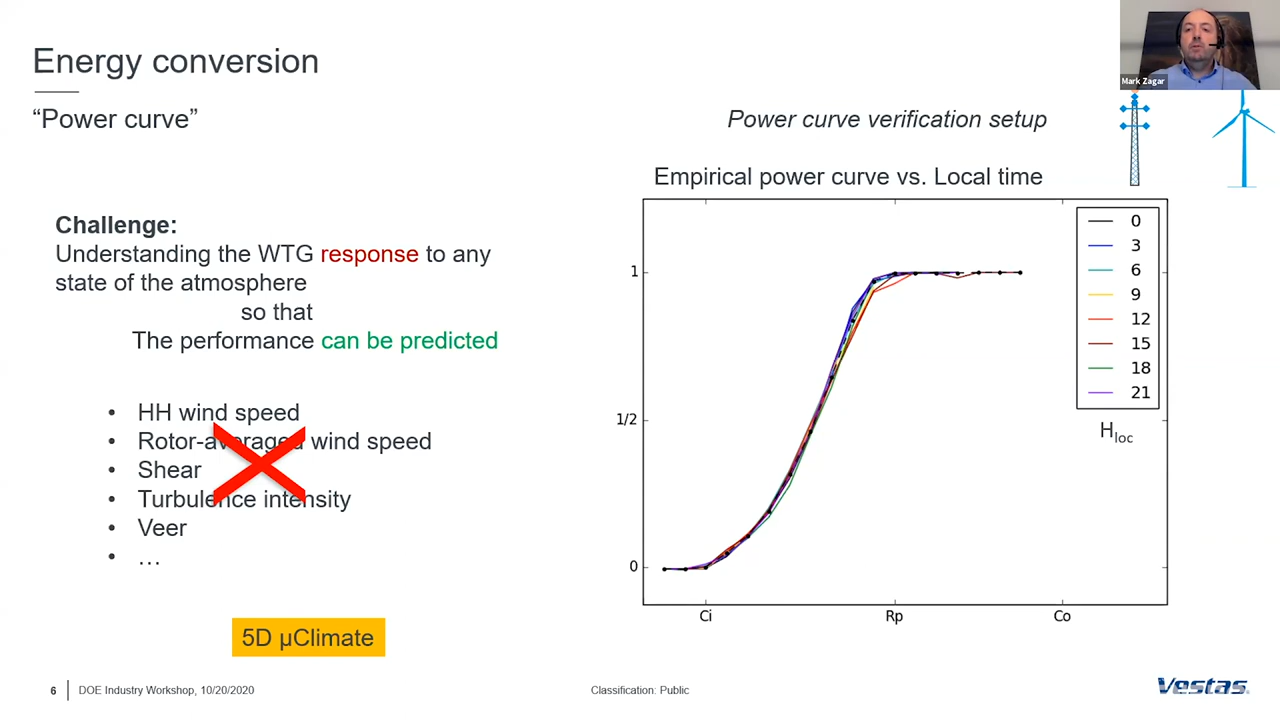 Energy conversion
“Power curve”
Mark Zagar
Power curve verification setup
Challenge:
Understanding the WTG response to any
state of the atmosphere
so that
The performance can be predicted
• HH wind speed
• Rotor-averaged wind speed
• Shear
• Turbulence intensity
• Veer
• …
5D µClimate
Empirical power curve vs. Local time
1
1/2
0
Ci
Rp
Co
0
3
6
9
12
15
18
21
Hloc
6
DOE Industry Workshop, 10/20/2020
Classification: Public
Vestas